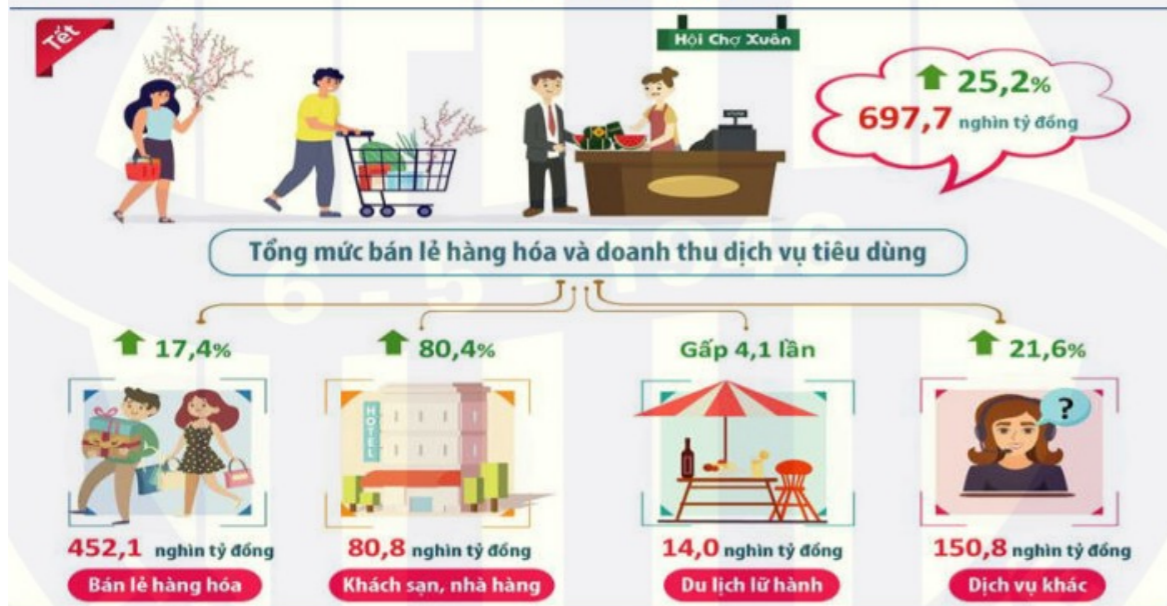 Tết
Hội Chợ Xuân
25,2%
697,7 nghìn tỷ đồng
Tổng mức bán lẻ hàng hóa và doanh thu dịch vụ tiêu dùng
17,4%
80,4%
Gấp 4,1 lần
21,6%
HOTEL
?
452,1 nghìn tỷ đồng
80,8 nghìn tỷ đồng
14,0 nghìn tỷ đồng
150,8 nghìn tỷ đồng
Bán lẻ hàng hóa
Khách sạn, nhà hàng
Du lịch lữ hành
Dịch vụ khác
6 - 5 - 1946